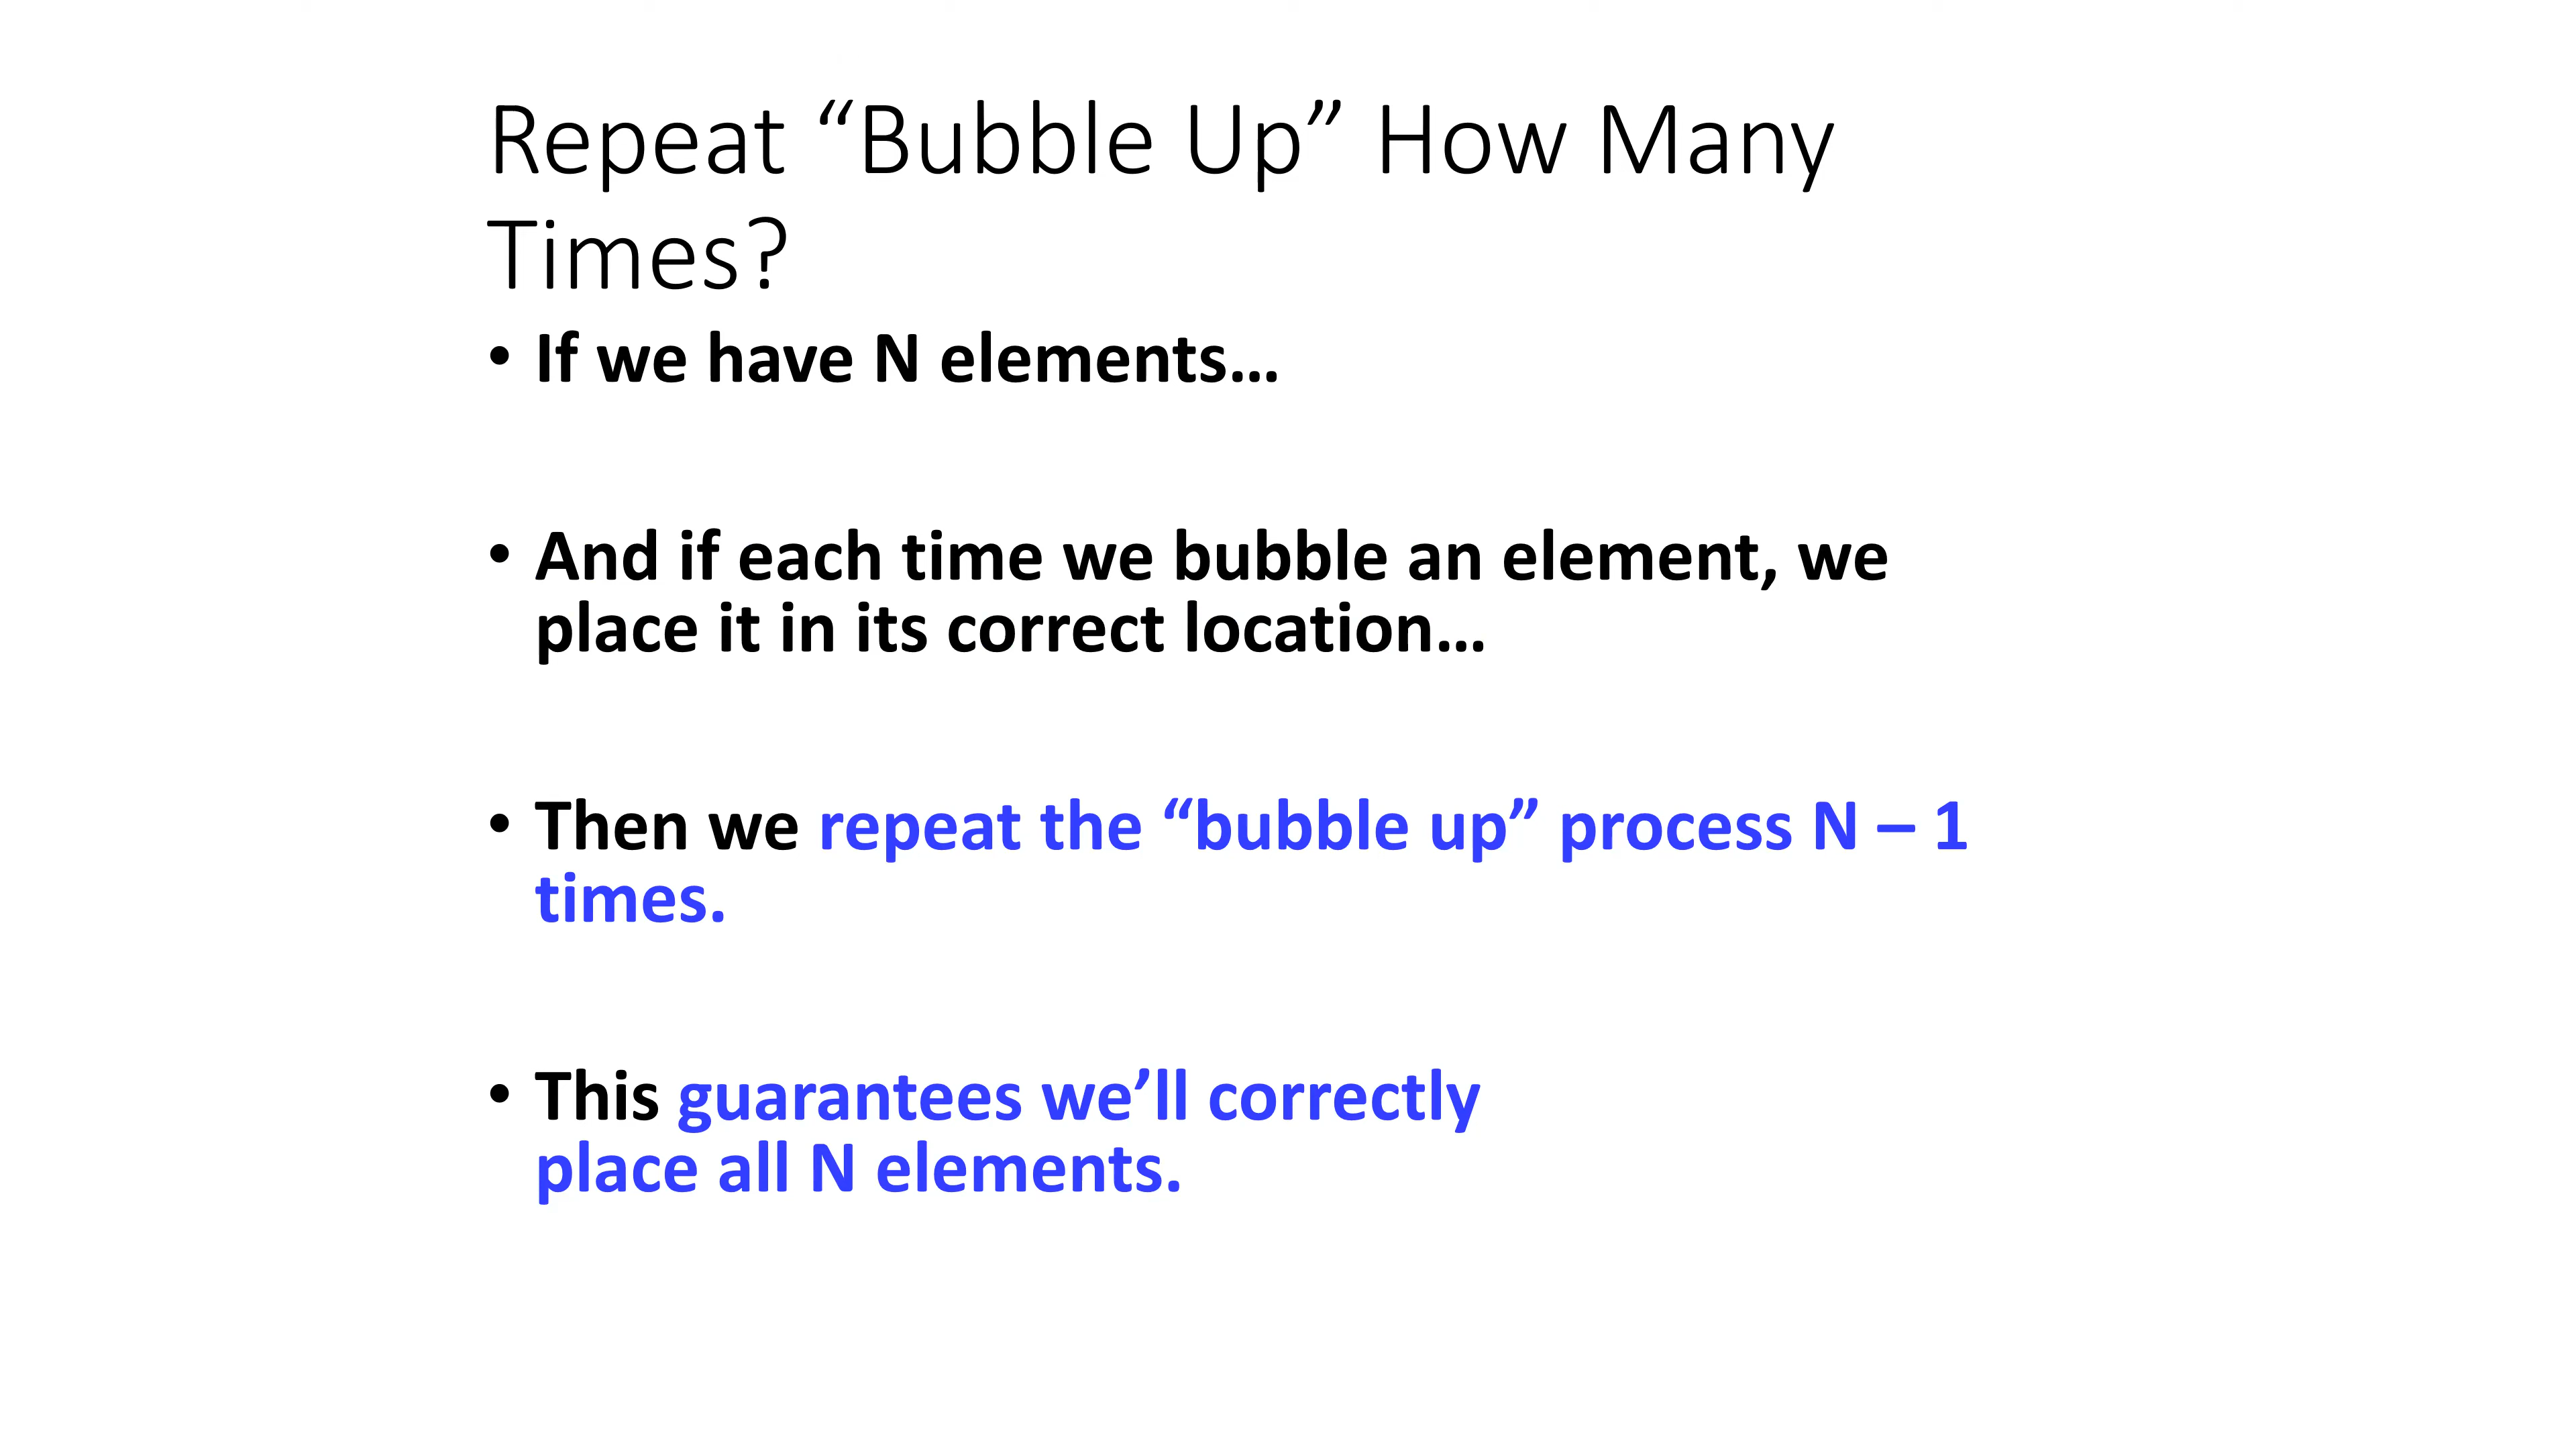 Repeat “Bubble Up” How Many
Times?
• If we have N elements…
• And if each time we bubble an element, we
place it in its correct location…
• Then we repeat the “bubble up” process N – 1
times.
• This guarantees we’ll correctly
place all N elements.